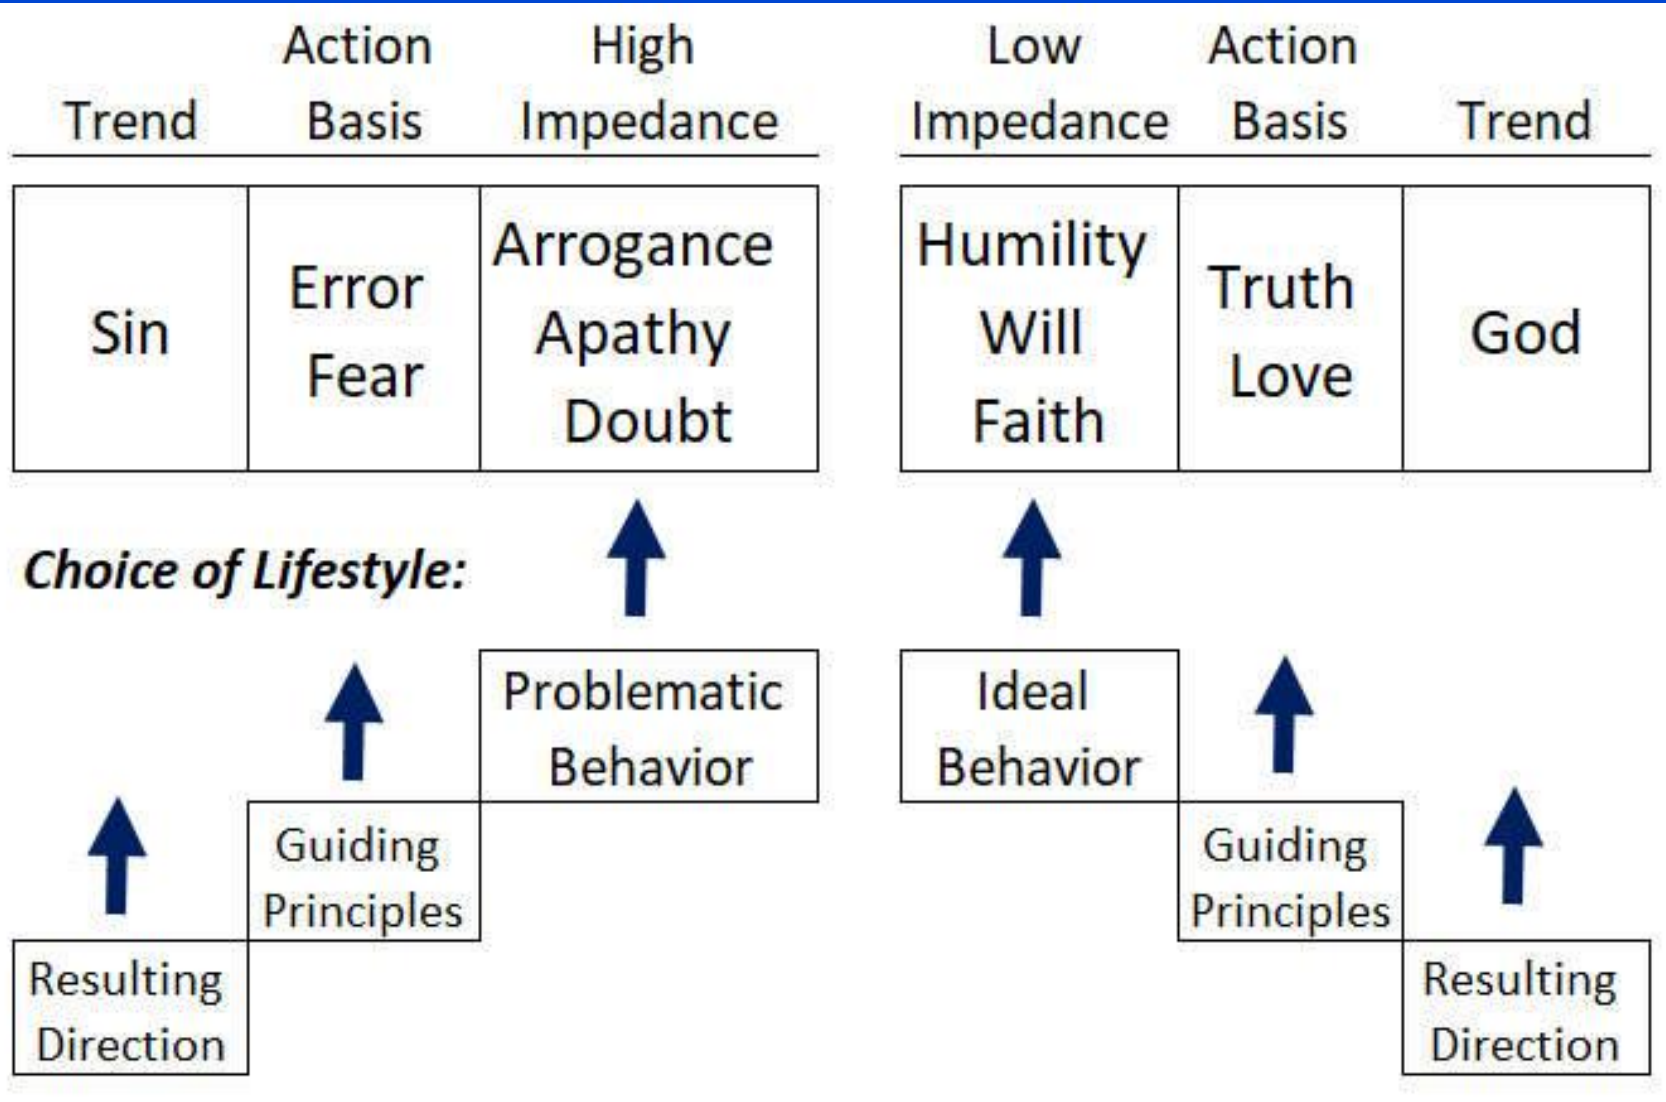 Action High Low Action
Trend Basis Impedance Impedance Basis Trend
Arrogance Humility
Error Truth
Sin Apathy Will God
Fear Love
Doubt Faith
Choice of Lifestyle:
Problematic Ideal
Behavior Behavior
Guiding Guiding
Principles Principles
Resulting Resulting
Direction Direction